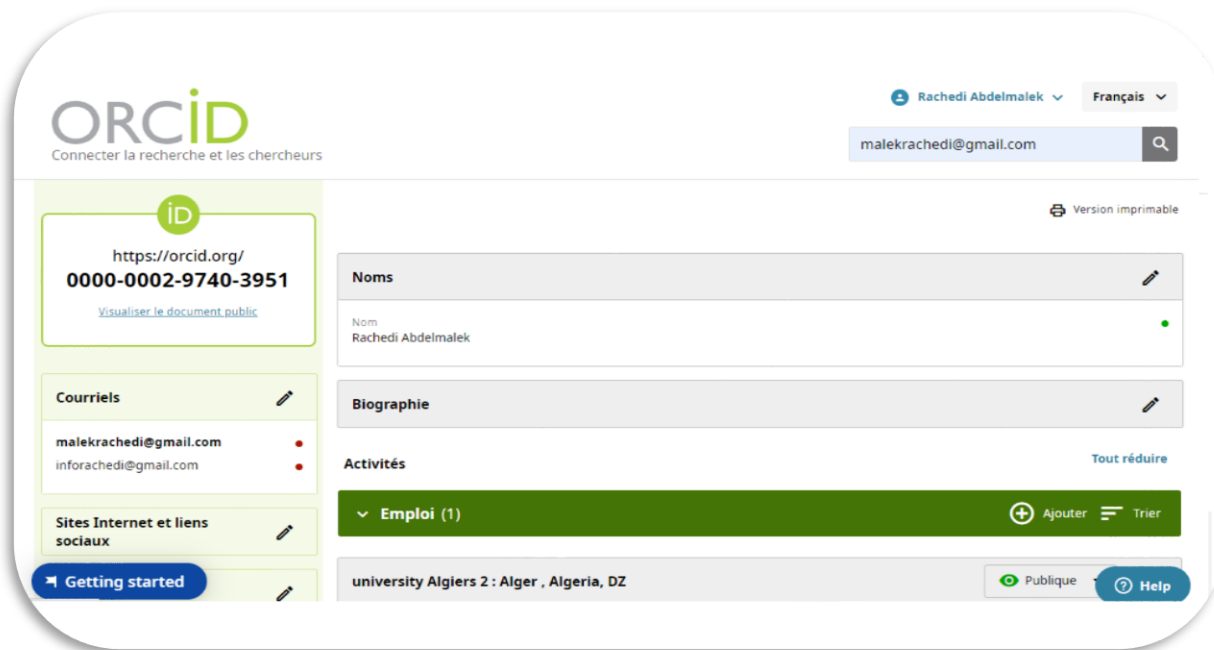 ORCID
Connecter la recherche et les chercheurs
Rachedi Abdelmalek
Français
malekrachedi@gmail.com
iD
https://orcid.org/
0000-0002-9740-3951
Visualiser le document public
Version imprimable
Noms
Nom
Rachedi Abdelmalek
Courriels
malekrachedi@gmail.com
inforachedi@gmail.com
Biographie
Activités
Tout réduire
Sites Internet et liens
sociaux
Emploi (1)
Ajouter
Trier
Getting started
university Algiers 2 : Alger , Algeria, DZ
Publique
Help